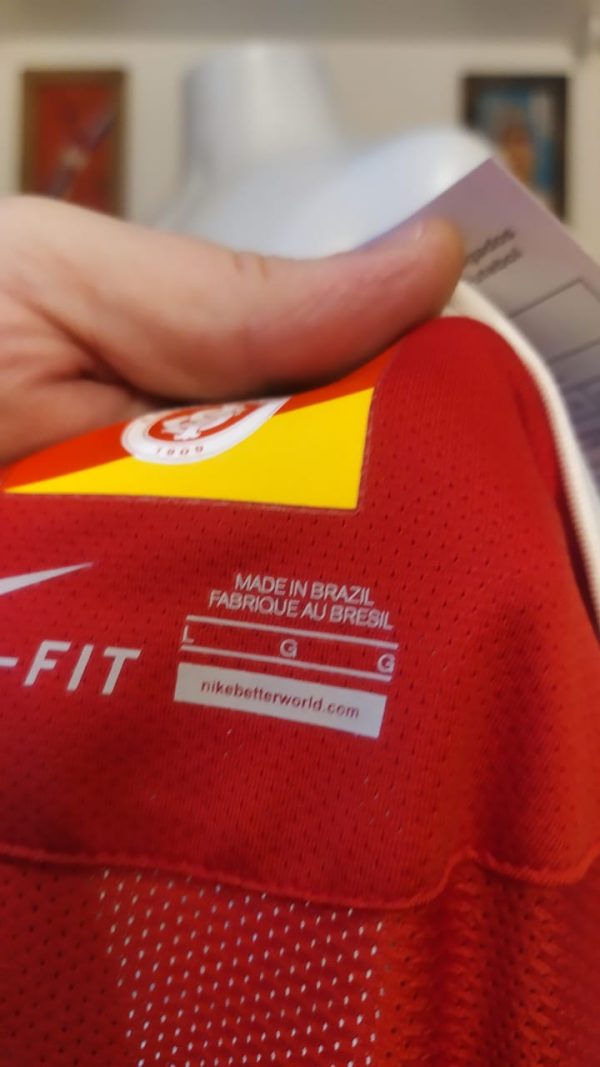 1909
-FIT
MADE IN BRAZIL
FABRIQUE AU BRESIL
L G G
nikebetterworld.com